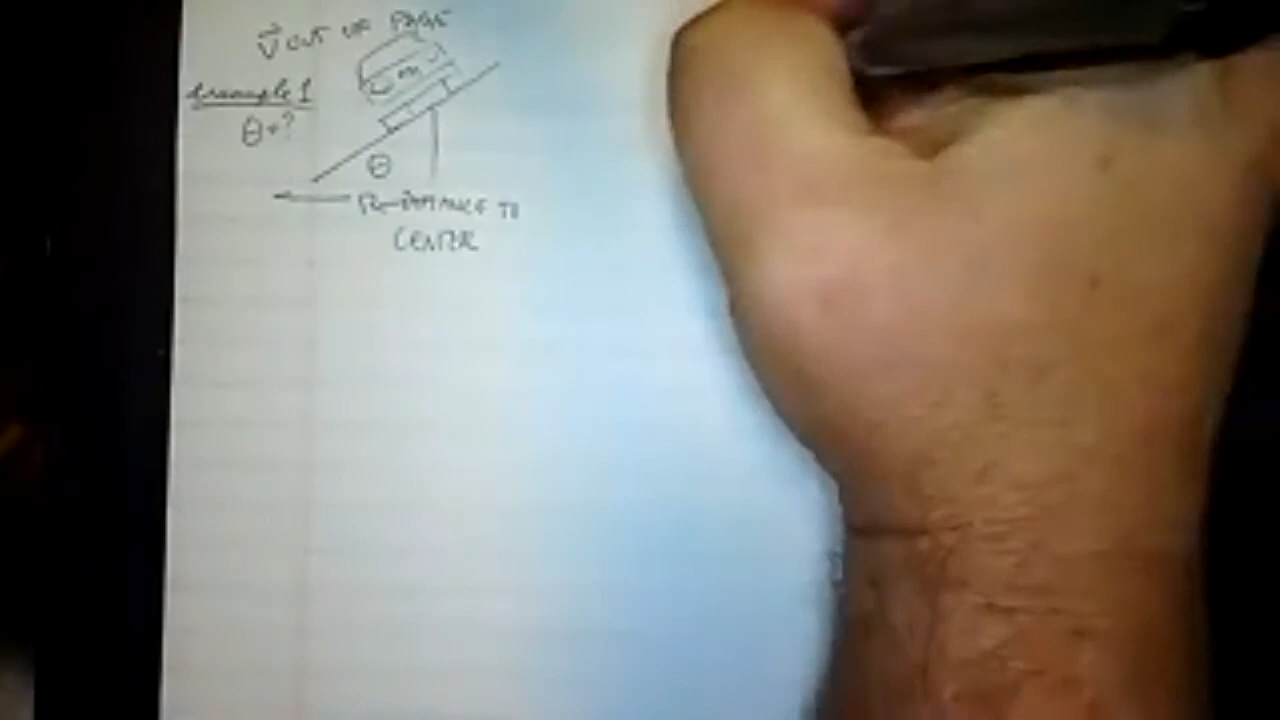 V⃗ OUT OF PAGE
Example 1
m
θ=?
θ
R-DISTANCE TO
CENTER